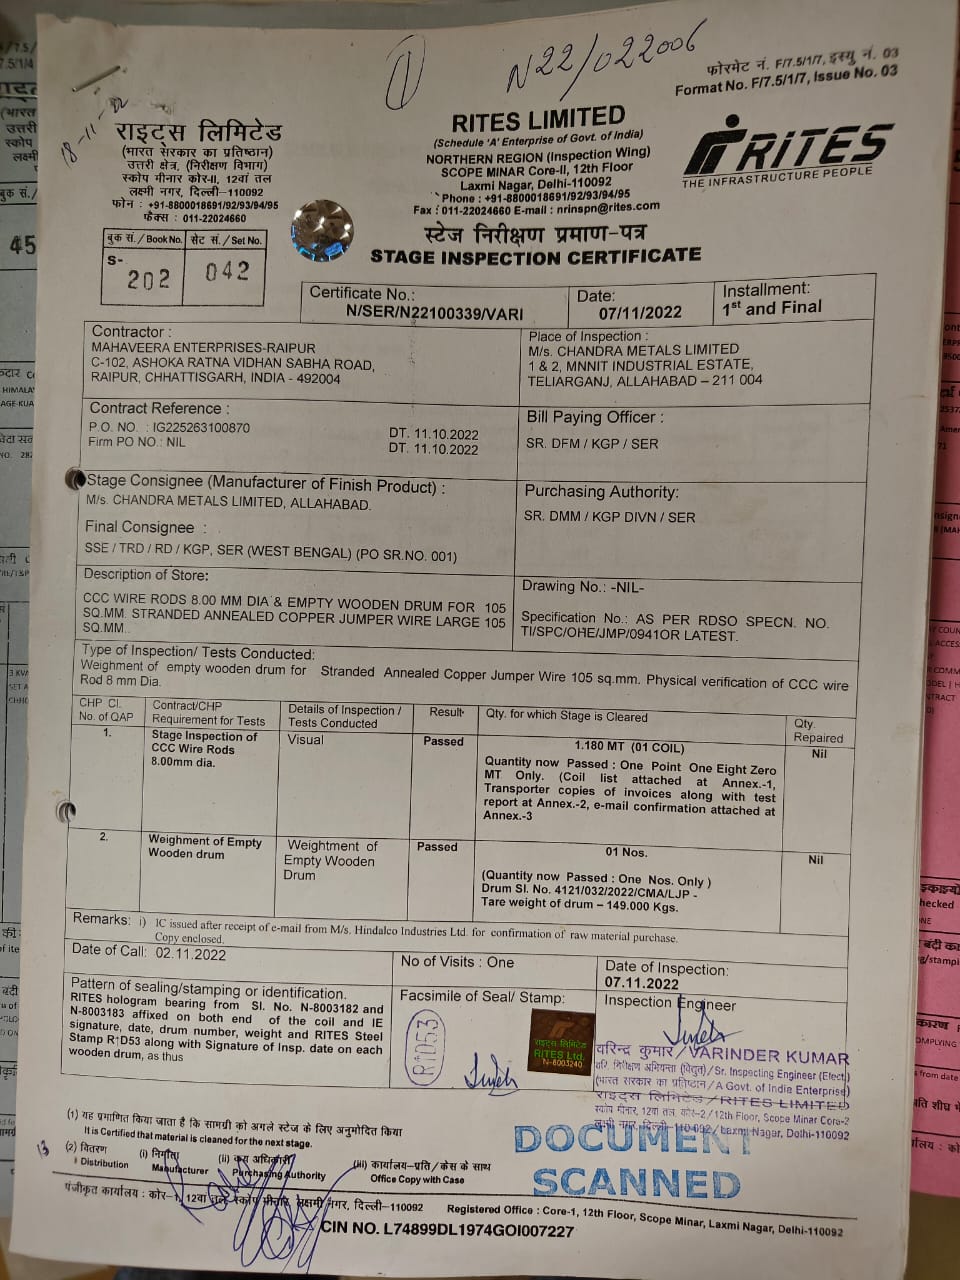 1
N22/022006
18-11-22
फोरमेट नं. F/7.5/1/7, इस्यु नं. 03
Format No. F/7.5/1/7, Issue No. 03
राइट्स लिमिटेड
(भारत सरकार का प्रतिष्ठान)
उत्तरी क्षेत्र, (निरीक्षण विभाग)
स्कोप मीनार कोर-II, 12वां तल
लक्ष्मी नगर, दिल्ली-110092
फोन : +91-8800018691/92/93/94/95
फैक्स : 011-22024660
RITES LIMITED
(Schedule 'A' Enterprise of Govt. of India)
NORTHERN REGION (Inspection Wing)
SCOPE MINAR Core-II, 12th Floor
Laxmi Nagar, Delhi-110092
Phone : +91-8800018691/92/93/94/95
Fax : 011-22024660 E-mail : nrinspn@rites.com
RITES
THE INFRASTRUCTURE PEOPLE
स्टेज निरीक्षण प्रमाण-पत्र
STAGE INSPECTION CERTIFICATE
बुक सं./Book No. सेट सं./Set No.
S- 202 042
Certificate No.:
N/SER/N22100339/VARI
Date:
07/11/2022
Installment:
1st and Final
Contractor :
MAHAVEERA ENTERPRISES-RAIPUR
C-102, ASHOKA RATNA VIDHAN SABHA ROAD,
RAIPUR, CHHATTISGARH, INDIA - 492004
Place of Inspection :
M/s. CHANDRA METALS LIMITED
1 & 2, MNNIT INDUSTRIAL ESTATE,
TELIARGANJ, ALLAHABAD – 211 004
Contract Reference :
P.O. NO. : IG225263100870 DT. 11.10.2022
Firm PO NO.: NIL DT. 11.10.2022
Bill Paying Officer :
SR. DFM / KGP / SER
Stage Consignee (Manufacturer of Finish Product) :
M/s. CHANDRA METALS LIMITED, ALLAHABAD.
Final Consignee :
SSE / TRD / RD / KGP, SER (WEST BENGAL) (PO SR.NO. 001)
Purchasing Authority:
SR. DMM / KGP DIVN / SER
Description of Store:
CCC WIRE RODS 8.00 MM DIA & EMPTY WOODEN DRUM FOR 105
SQ.MM. STRANDED ANNEALED COPPER JUMPER WIRE LARGE 105
SQ.MM..
Drawing No.: -NIL-
Specification No.: AS PER RDSO SPECN. NO.
TI/SPC/OHE/JMP/0941OR LATEST.
Type of Inspection/ Tests Conducted:
Weighment of empty wooden drum for Stranded Annealed Copper Jumper Wire 105 sq.mm. Physical verification of CCC wire
Rod 8 mm Dia.
CHP Cl. No. of QAP
Contract/CHP Requirement for Tests
Details of Inspection / Tests Conducted
Result
Qty. for which Stage is Cleared
Qty. Repaired
1.
Stage Inspection of
CCC Wire Rods
8.00mm dia.
Visual
Passed
1.180 MT (01 COIL)
Quantity now Passed : One Point One Eight Zero
MT Only. (Coil list attached at Annex.-1,
Transporter copies of invoices along with test
report at Annex.-2, e-mail confirmation attached at
Annex.-3
Nil
2.
Weighment of Empty
Wooden drum
Weightment of
Empty Wooden
Drum
Passed
01 Nos.
(Quantity now Passed : One Nos. Only )
Drum Sl. No. 4121/032/2022/CMA/LJP -
Tare weight of drum – 149.000 Kgs.
Nil
Remarks: i) IC issued after receipt of e-mail from M/s. Hindalco Industries Ltd. for confirmation of raw material purchase.
Copy enclosed.
Date of Call: 02.11.2022
No of Visits : One
Date of Inspection:
07.11.2022
Pattern of sealing/stamping or identification.
RITES hologram bearing from Sl. No. N-8003182 and
N-8003183 affixed on both end of the coil and IE
signature, date, drum number, weight and RITES Steel
Stamp R1D53 along with Signature of Insp. date on each
wooden drum, as thus
Facsimile of Seal/ Stamp:
R1D53
राइट्स लिमिटेड
RITES Ltd.
N-8003240
Inspection Engineer
वरिन्द्र कुमार/VARINDER KUMAR
वरि. निरीक्षण अभियन्ता (विद्युत)/Sr. Inspecting Engineer (Elect.)
(भारत सरकार का प्रतिष्ठान/A Govt. of India Enterprise)
राइट्स लिमिटेड/RITES LIMITED
स्कोप मीनार, 12वां तल, कोर-2/12th Floor, Scope Minar Core-2
लक्ष्मी नगर, दिल्ली-110092/Laxmi Nagar, Delhi-110092
(1) यह प्रमाणित किया जाता है कि सामग्री को अगले स्टेज के लिए अनुमोदित किया
It is Certified that material is cleaned for the next stage.
DOCUMENT
SCANNED
13
(2) वितरण (i) निर्माता (ii) क्रय अधिकारी (iii) कार्यालय-प्रति / केस के साथ
Distribution Manufacturer Purchasing Authority Office Copy with Case
पंजीकृत कार्यालय : कोर-1, 12वां तल, स्कोप मीनार, लक्ष्मी नगर, दिल्ली-110092 Registered Office : Core-1, 12th Floor, Scope Minar, Laxmi Nagar, Delhi-110092
CIN NO. L74899DL1974GOI007227